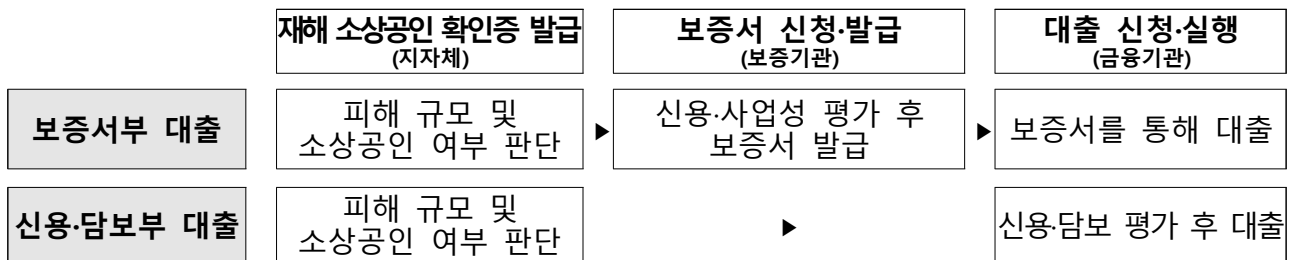 재해 소상공인 확인증 발급
(지자체)
보증서 신청·발급
(보증기관)
대출 신청·실행
(금융기관)
보증서부 대출
피해 규모 및
소상공인 여부 판단
▶
신용·사업성 평가 후
보증서 발급
▶
보증서를 통해 대출
신용·담보부 대출
피해 규모 및
소상공인 여부 판단
▶
신용·담보 평가 후 대출